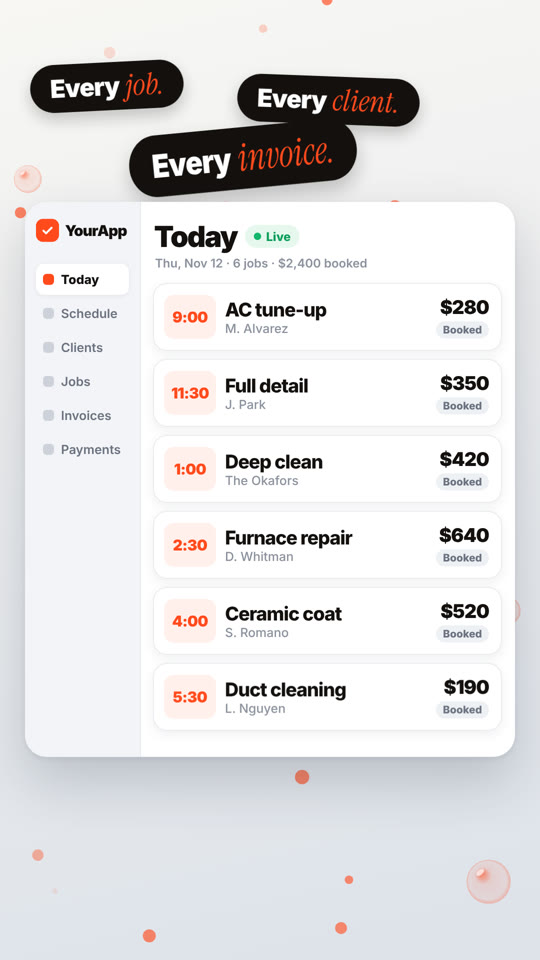 Every job.
Every client.
Every invoice.
YourApp
Today
Schedule
Clients
Jobs
Invoices
Payments
Today Live
Thu, Nov 12 · 6 jobs · $2,400 booked
9:00 AC tune-up $280
M. Alvarez Booked
11:30 Full detail $350
J. Park Booked
1:00 Deep clean $420
The Okafors Booked
2:30 Furnace repair $640
D. Whitman Booked
4:00 Ceramic coat $520
S. Romano Booked
5:30 Duct cleaning $190
L. Nguyen Booked